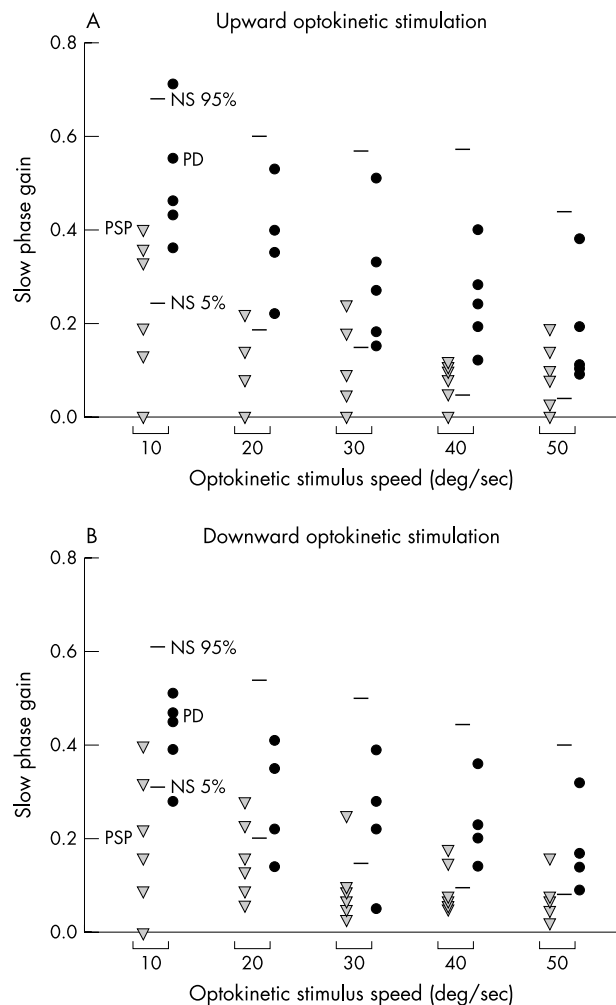 A Upward optokinetic stimulation
0.8
NS 95%
0.6
PD
Slow phase gain
PSP
0.4
NS 5%
0.2
0.0
10 20 30 40 50
Optokinetic stimulus speed (deg/sec)
B Downward optokinetic stimulation
0.8
NS 95%
0.6
PD
Slow phase gain
0.4
NS 5%
PSP
0.2
0.0
10 20 30 40 50
Optokinetic stimulus speed (deg/sec)